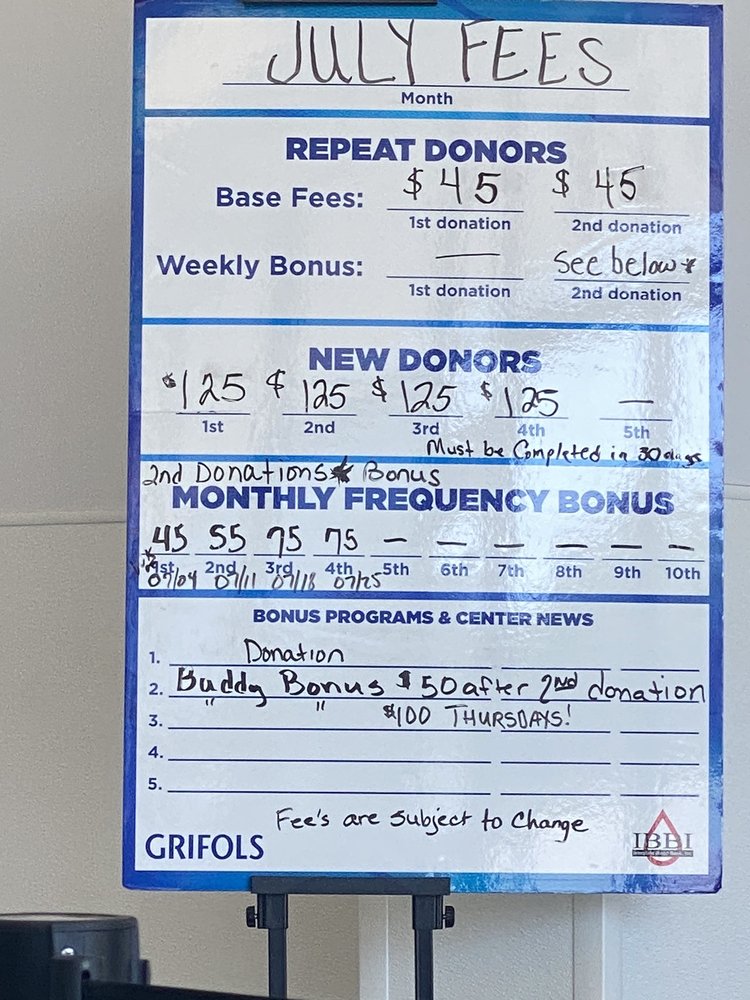 JULY FEES
Month
REPEAT DONORS
Base Fees: $45 $45
1st donation 2nd donation
Weekly Bonus: — See below *
1st donation 2nd donation
NEW DONORS
$125 $125 $125 $125 —
1st 2nd 3rd 4th 5th
Must be Completed in 30 days
2nd Donations * Bonus
MONTHLY FREQUENCY BONUS
45 55 75 75 — — — — — —
1st 2nd 3rd 4th 5th 6th 7th 8th 9th 10th
07/04 07/11 07/18 07/25
BONUS PROGRAMS & CENTER NEWS
1. Donation
2. Buddy Bonus $50 after 2nd donation
3. " " $100 THURSDAYS!
4.
5.
Fee's are subject to Change
GRIFOLS
IBBI